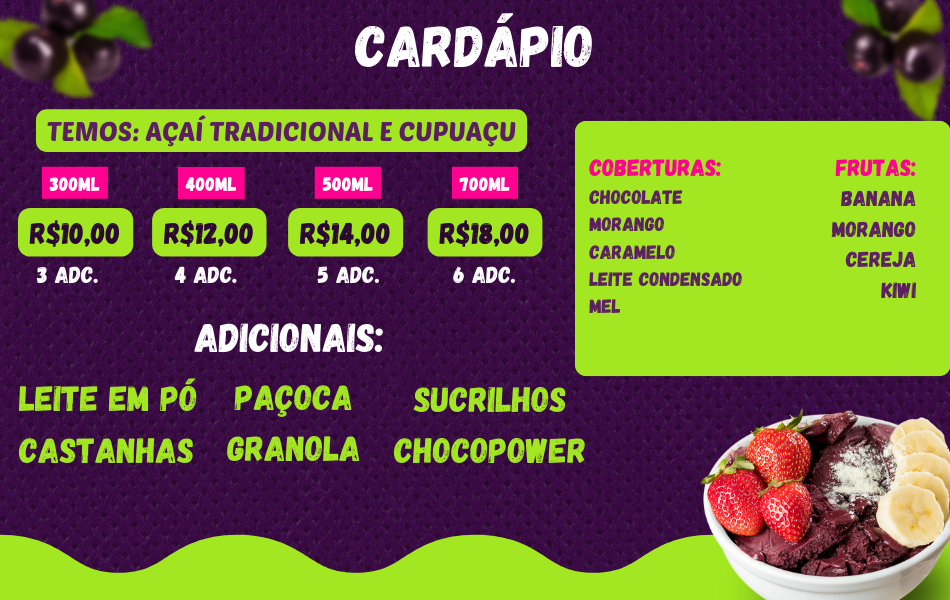 CARDÁPIO
TEMOS: AÇAÍ TRADICIONAL E CUPUAÇU
300ML 400ML 500ML 700ML
R$10,00 R$12,00 R$14,00 R$18,00
3 ADC. 4 ADC. 5 ADC. 6 ADC.
ADICIONAIS:
LEITE EM PÓ PAÇOCA SUCRILHOS
CASTANHAS GRANOLA CHOCOPOWER
COBERTURAS:
CHOCOLATE
MORANGO
CARAMELO
LEITE CONDENSADO
MEL
FRUTAS:
BANANA
MORANGO
CEREJA
KIWI